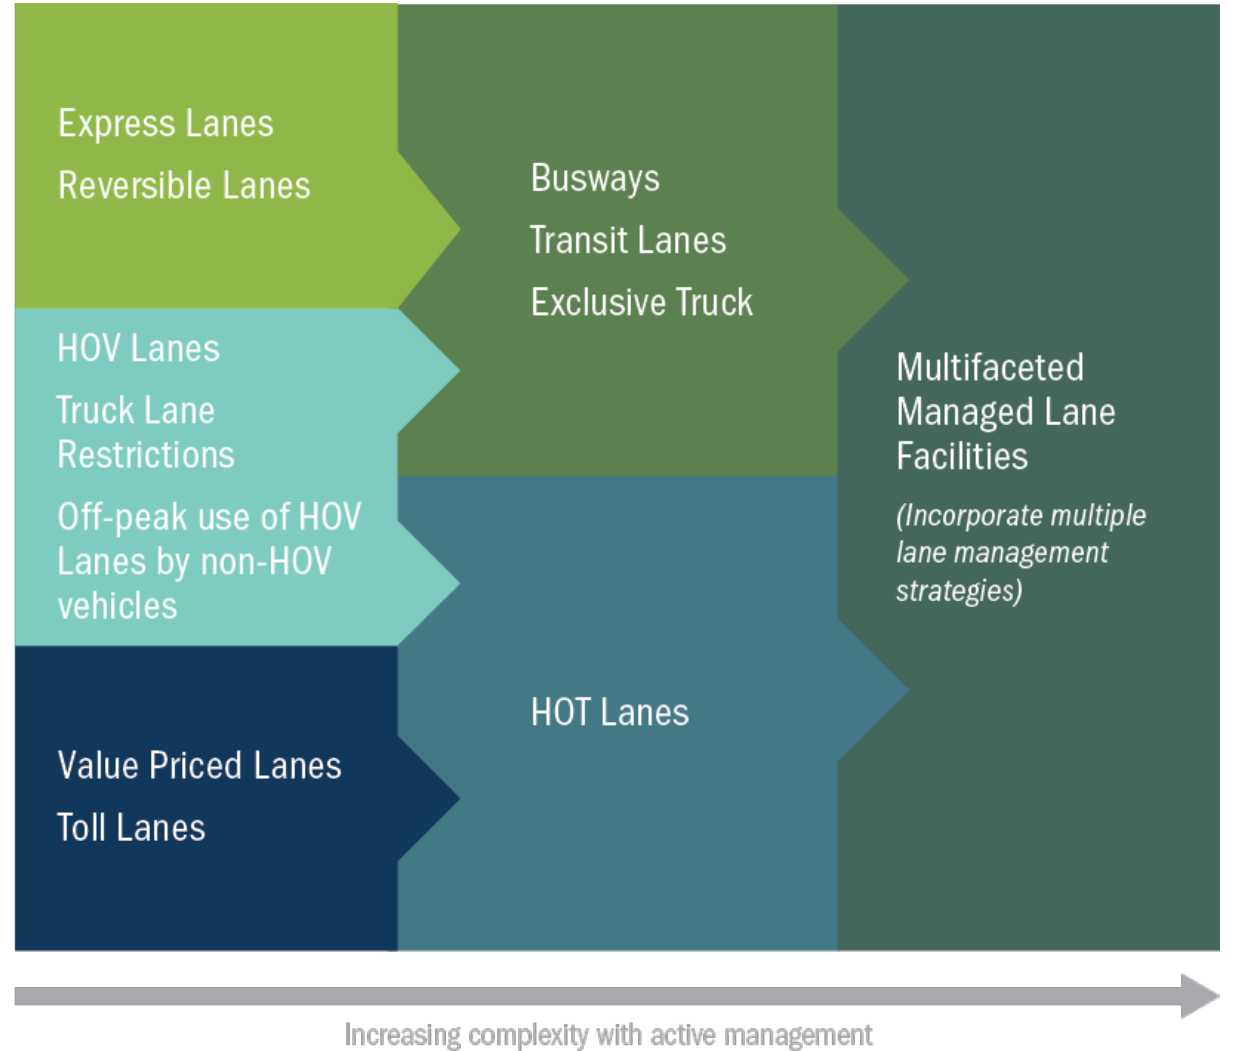 Express Lanes
Reversible Lanes
HOV Lanes
Truck Lane
Restrictions
Off-peak use of HOV
Lanes by non-HOV
vehicles
Value Priced Lanes
Toll Lanes
Busways
Transit Lanes
Exclusive Truck
HOT Lanes
Multifaceted
Managed Lane
Facilities
(Incorporate multiple
lane management
strategies)
Increasing complexity with active management